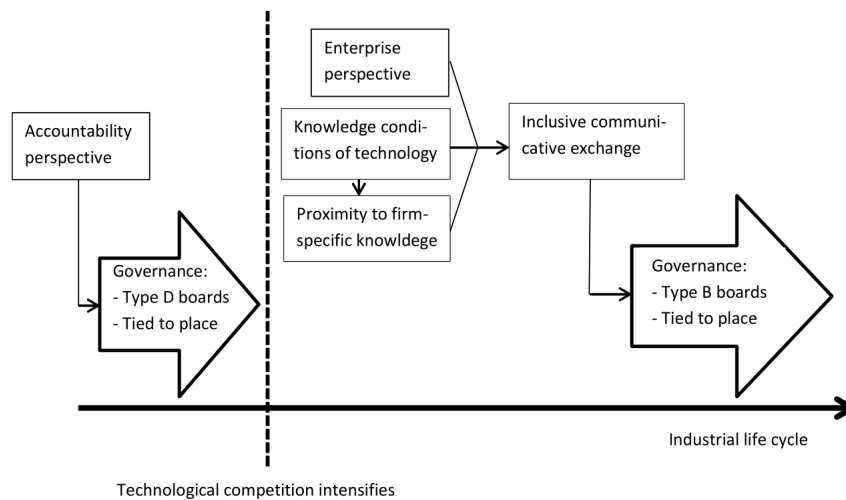 Enterprise
perspective
Accountability
perspective
Knowledge condi-
tions of technology
Inclusive communi-
cative exchange
Proximity to firm-
specific knowldege
Governance:
- Type D boards
- Tied to place
Governance:
- Type B boards
- Tied to place
Industrial life cycle
Technological competition intensifies